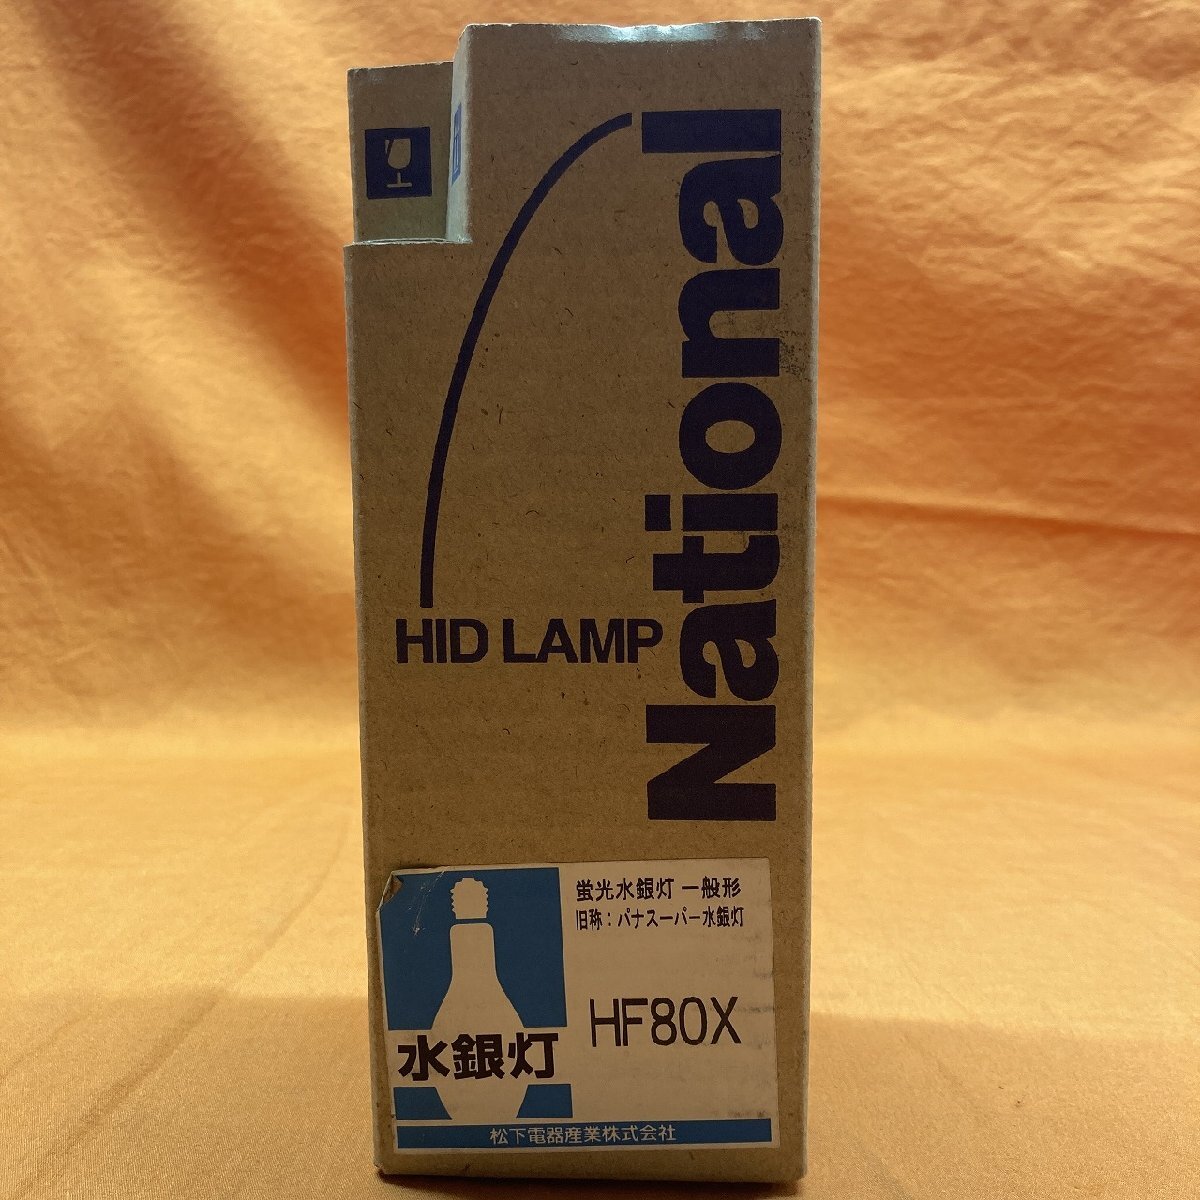 National
HID LAMP
蛍光水銀灯 一般形
旧称：パナスーパー水銀灯
HF80X
水銀灯
松下電器産業株式会社